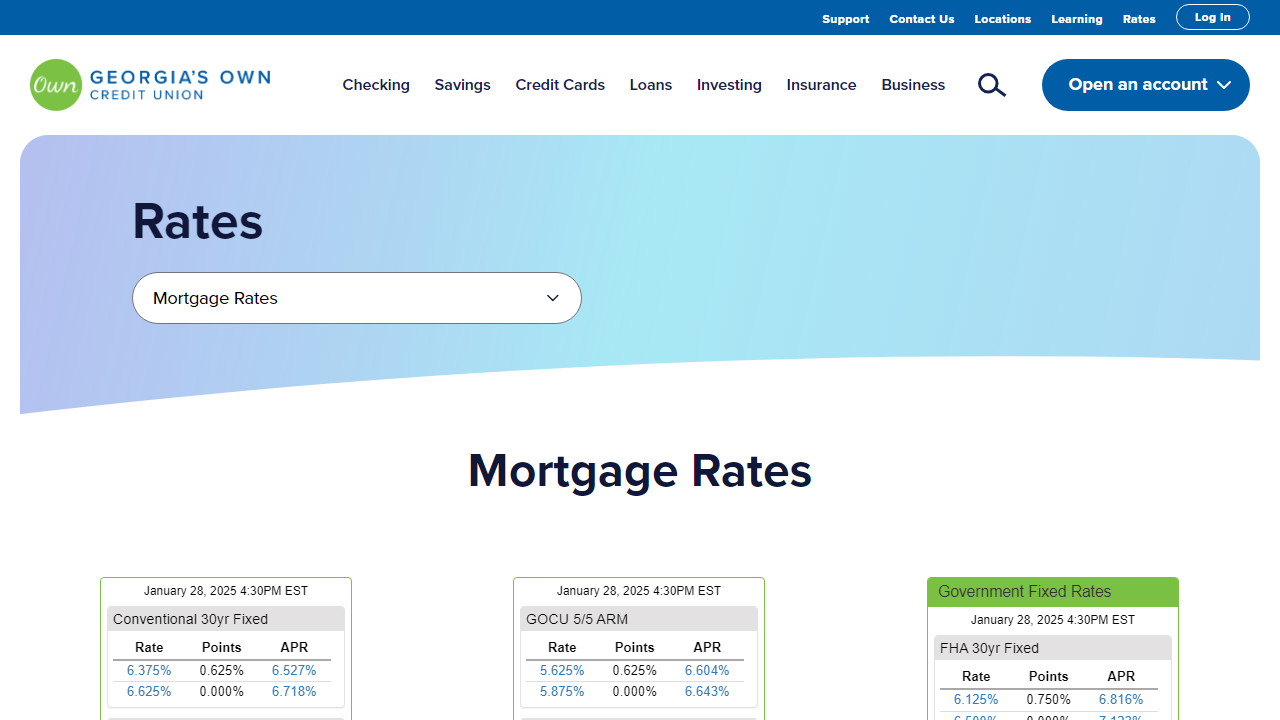 Support Contact Us Locations Learning Rates Log In
Own GEORGIA'S OWN
CREDIT UNION
Checking Savings Credit Cards Loans Investing Insurance Business Open an account
Rates
Mortgage Rates
Mortgage Rates
January 28, 2025 4:30PM EST
Conventional 30yr Fixed
Rate Points APR
6.375% 0.625% 6.527%
6.625% 0.000% 6.718%
January 28, 2025 4:30PM EST
GOCU 5/5 ARM
Rate Points APR
5.625% 0.625% 6.604%
5.875% 0.000% 6.643%
Government Fixed Rates
January 28, 2025 4:30PM EST
FHA 30yr Fixed
Rate Points APR
6.125% 0.750% 6.816%